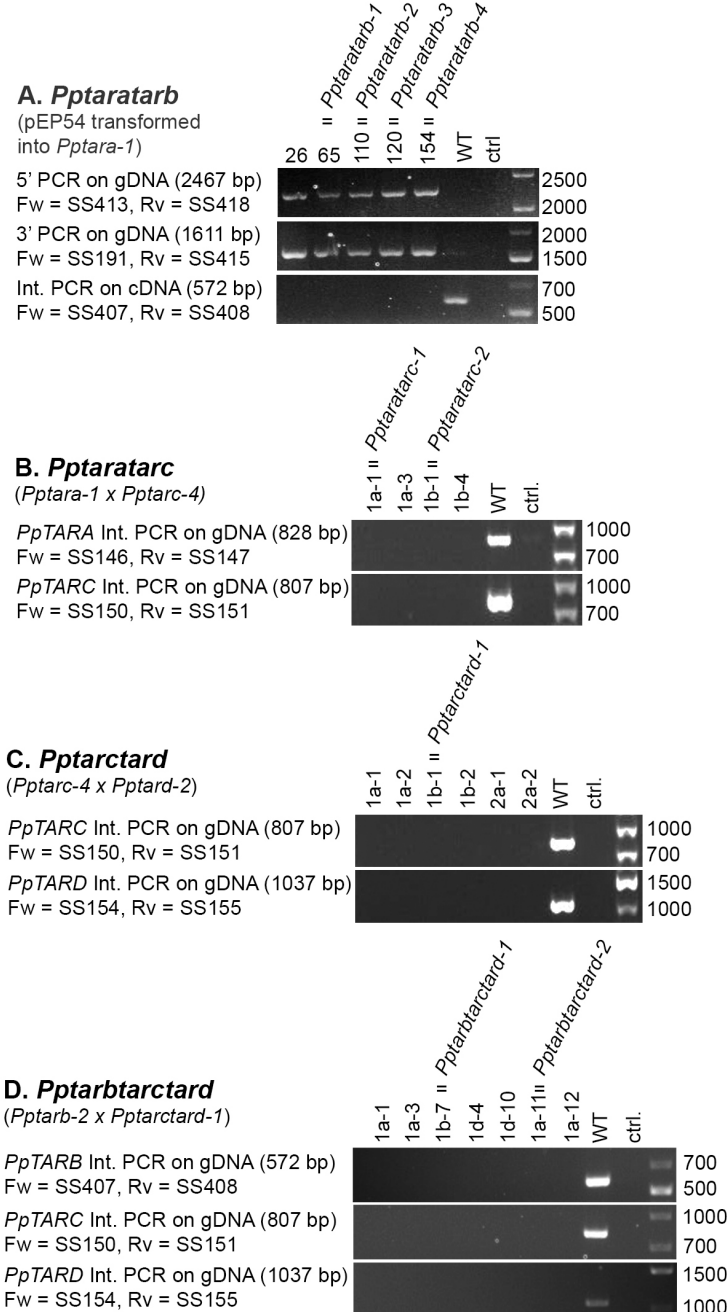 A. Pptaratarb
(pEP54 transformed
into Pptara-1)
26
65 = Pptaratarb-1
110 = Pptaratarb-2
120 = Pptaratarb-3
154 = Pptaratarb-4
WT
ctrl
5’ PCR on gDNA (2467 bp)
Fw = SS413, Rv = SS418
2500
2000
3’ PCR on gDNA (1611 bp)
Fw = SS191, Rv = SS415
2000
1500
Int. PCR on cDNA (572 bp)
Fw = SS407, Rv = SS408
700
500
B. Pptaratarc
(Pptara-1 x Pptarc-4)
1a-1 = Pptaratarc-1
1a-3
1b-1 = Pptaratarc-2
1b-4
WT
ctrl.
PpTARA Int. PCR on gDNA (828 bp)
Fw = SS146, Rv = SS147
1000
700
PpTARC Int. PCR on gDNA (807 bp)
Fw = SS150, Rv = SS151
1000
700
C. Pptarctard
(Pptarc-4 x Pptard-2)
1a-1
1a-2
1b-1 = Pptarctard-1
1b-2
2a-1
2a-2
WT
ctrl.
PpTARC Int. PCR on gDNA (807 bp)
Fw = SS150, Rv = SS151
1000
700
PpTARD Int. PCR on gDNA (1037 bp)
Fw = SS154, Rv = SS155
1500
1000
D. Pptarbtarctard
(Pptarb-2 x Pptarctard-1)
1a-1
1a-3
1b-7 = Pptarbtarctard-1
1d-4
1d-10
1a-11= Pptarbtarctard-2
1a-12
WT
ctrl.
PpTARB Int. PCR on gDNA (572 bp)
Fw = SS407, Rv = SS408
700
500
PpTARC Int. PCR on gDNA (807 bp)
Fw = SS150, Rv = SS151
1000
700
PpTARD Int. PCR on gDNA (1037 bp)
Fw = SS154, Rv = SS155
1500
1000